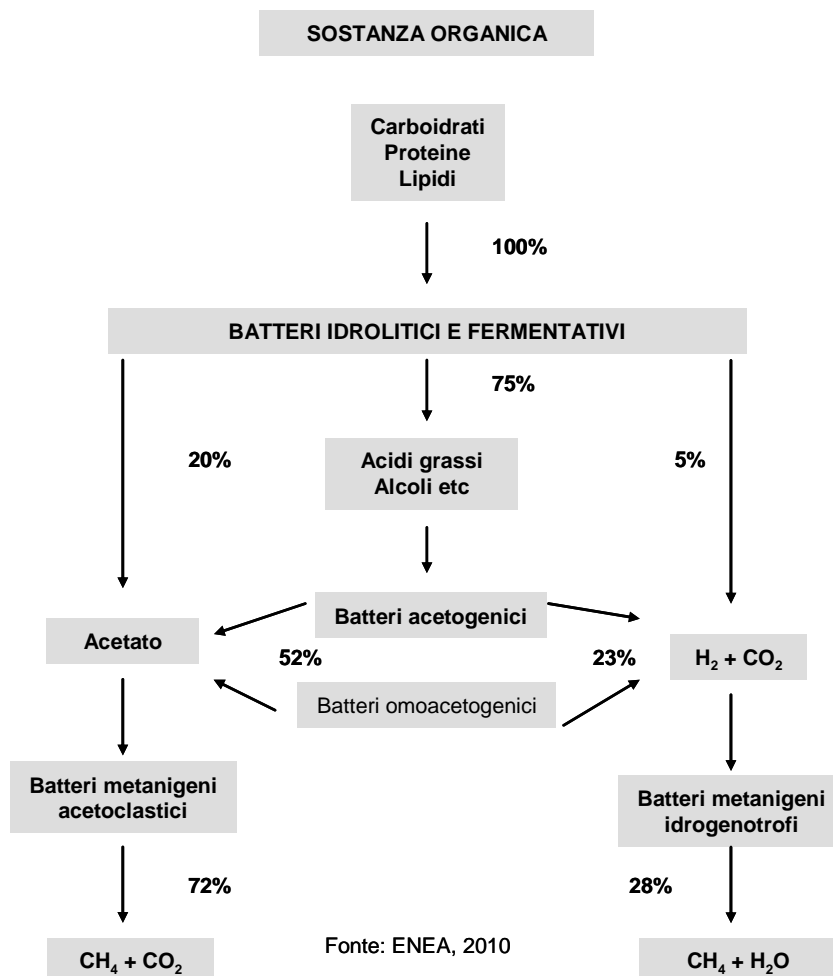 SOSTANZA ORGANICA
Carboidrati
Proteine
Lipidi
100%
BATTERI IDROLITICI E FERMENTATIVI
75%
20%
Acidi grassi
Alcoli etc
5%
Batteri acetogenici
Acetato
52%
23%
H₂ + CO₂
Batteri omoacetogenici
Batteri metanigeni
acetoclastici
Batteri metanigeni
idrogenotrofi
72%
28%
Fonte: ENEA, 2010
CH₄ + CO₂
CH₄ + H₂O